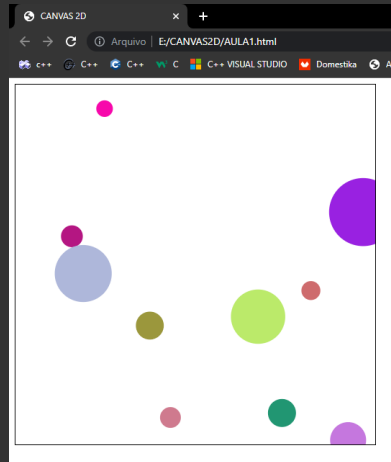 CANVAS 2D
Arquivo | E:/CANVAS2D/AULA1.html
C++ C++ C++ C C++ VISUAL STUDIO Domestika A